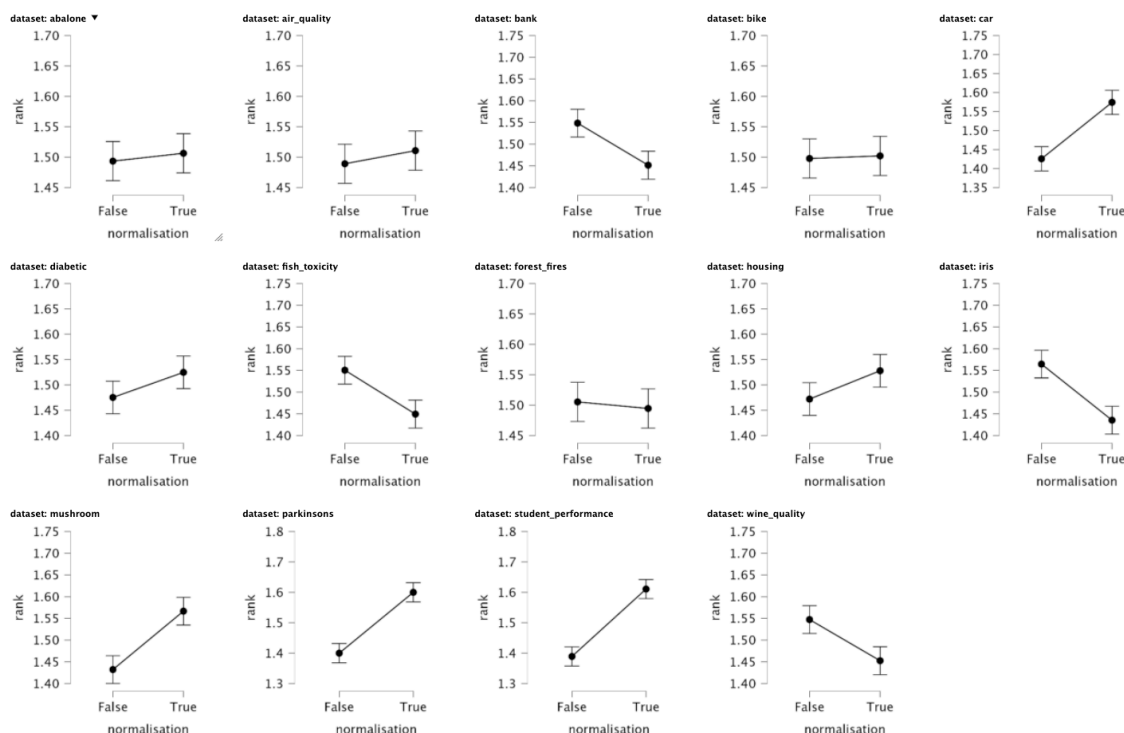 dataset: abalone ▼
1.70
1.65
1.60
1.55
1.50
1.45
rank
False True
normalisation
dataset: air_quality
1.70
1.65
1.60
1.55
1.50
1.45
rank
False True
normalisation
dataset: bank
1.75
1.70
1.65
1.60
1.55
1.50
1.45
1.40
rank
False True
normalisation
dataset: bike
1.70
1.65
1.60
1.55
1.50
1.45
rank
False True
normalisation
dataset: car
1.75
1.70
1.65
1.60
1.55
1.50
1.45
1.40
1.35
rank
False True
normalisation
dataset: diabetic
1.70
1.65
1.60
1.55
1.50
1.45
1.40
rank
False True
normalisation
dataset: fish_toxicity
1.75
1.70
1.65
1.60
1.55
1.50
1.45
1.40
rank
False True
normalisation
dataset: forest_fires
1.70
1.65
1.60
1.55
1.50
1.45
rank
False True
normalisation
dataset: housing
1.70
1.65
1.60
1.55
1.50
1.45
1.40
rank
False True
normalisation
dataset: iris
1.75
1.70
1.65
1.60
1.55
1.50
1.45
1.40
rank
False True
normalisation
dataset: mushroom
1.75
1.70
1.65
1.60
1.55
1.50
1.45
1.40
rank
False True
normalisation
dataset: parkinsons
1.8
1.7
1.6
1.5
1.4
1.3
rank
False True
normalisation
dataset: student_performance
1.8
1.7
1.6
1.5
1.4
1.3
rank
False True
normalisation
dataset: wine_quality
1.75
1.70
1.65
1.60
1.55
1.50
1.45
1.40
rank
False True
normalisation